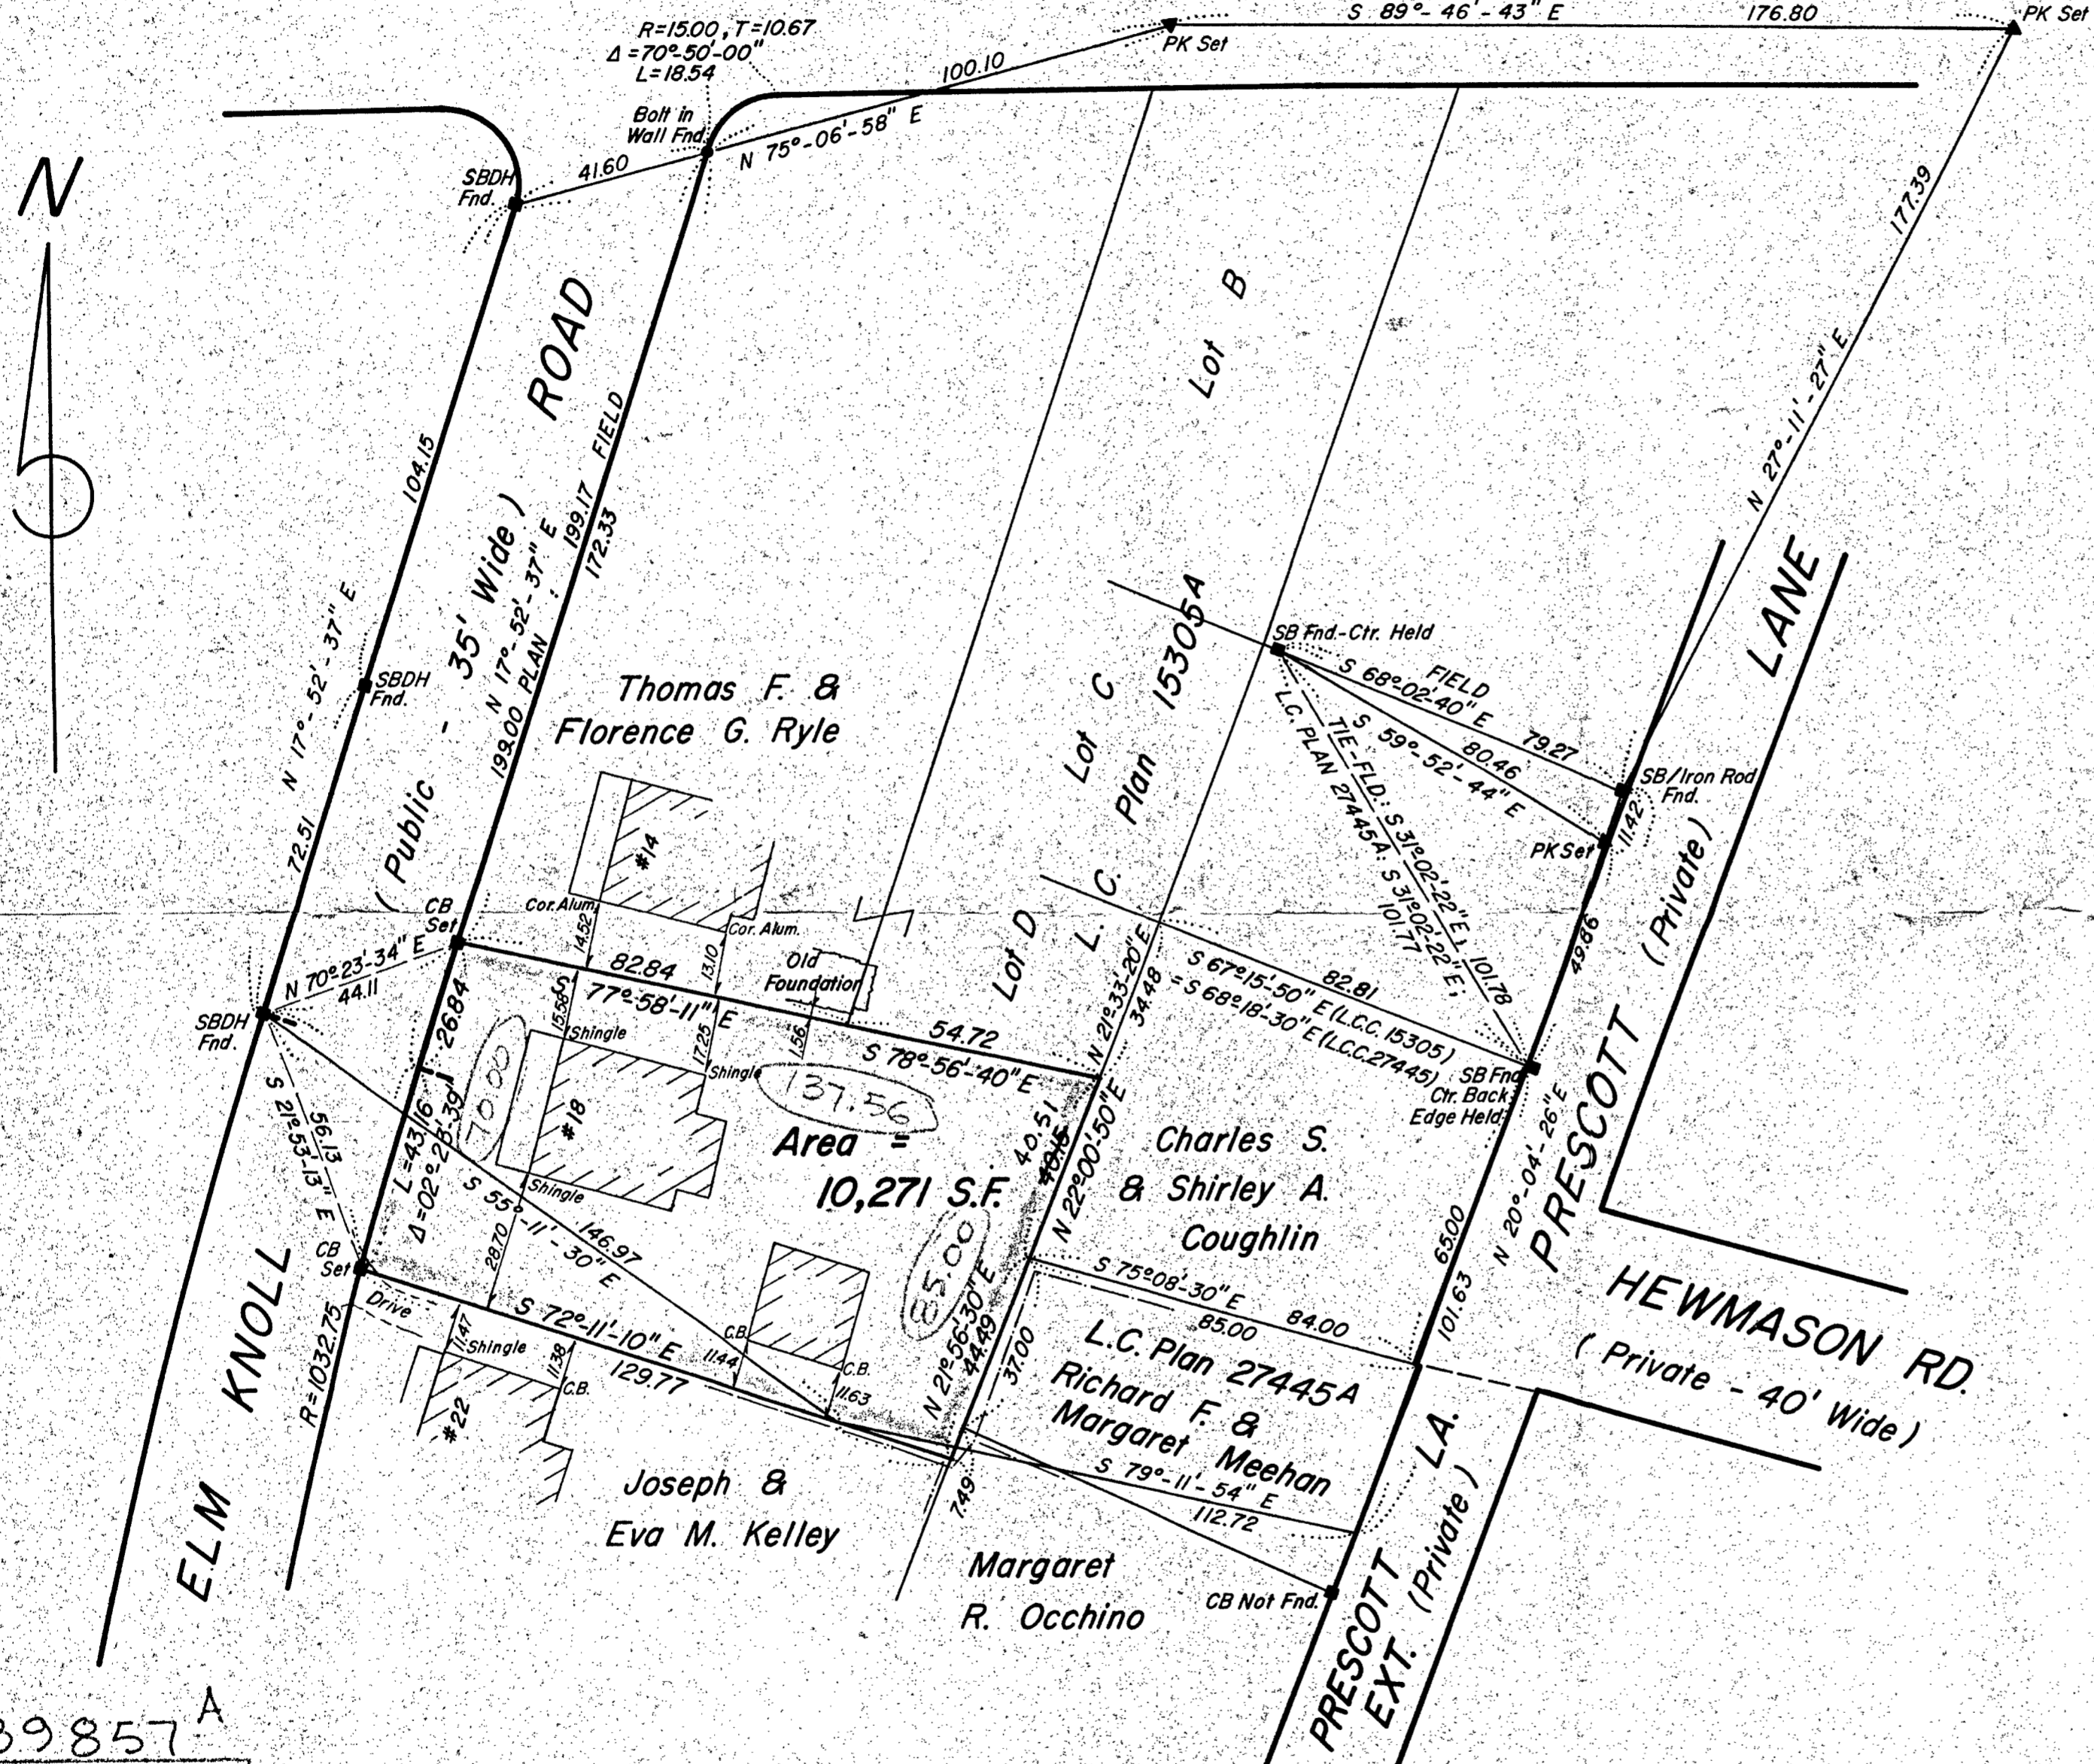 S 89°-46'-43" E
176.80
PK Set
PK Set
R=15.00, T=10.67
Δ=70°-50'-00"
L=18.54
100.10
Bolt in
Wall Fnd.
N 75°-06'-58" E
41.60
SBDH
Fnd.
N
177.39
N 27°-11'-27" E
ELM KNOLL ROAD
(Public - 35' Wide)
104.15
N 17°-52'-37" E
72.51
SBDH
Fnd.
199.17 FIELD
172.33
N 17°-52'-37" E
199.00 PLAN
Lot B
Lot C
Lot D
L. C. Plan 15305A
Thomas F. &
Florence G. Ryle
#14
SB Fnd.-Ctr. Held
FIELD
S 68°-02'-40" E
79.27
S 59°-52'-44" E
80.46
TIE-FLD.: S 31°-02'-22" E; 101.78
L.C. PLAN 27445A: S 31°-02'-22" E;
101.77
SB/Iron Rod
Fnd.
11.42
PK Set
49.86
PRESCOTT LANE
(Private)
CB
Set
Cor. Alum.
14.52
13.10
Cor. Alum.
Old
Foundation
N 70°-23'-34" E
44.11
SBDH
Fnd.
82.84
S 77°-58'-11" E
54.72
S 78°-56'-40" E
N 21°-33'-20" E
34.48
S 67°-15'-50" E (L.C.C. 15305)
82.81
= S 68°-18'-30" E (L.C.C. 27445)
SB Fnd.
Ctr. Back
Edge Held
26.84
15.58
Shingle
17.25
Shingle
1.56
137.56
70.00
#18
Area =
10,271 S.F.
40.51
40.15
N 22°-00'-50" E
Charles S.
& Shirley A.
Coughlin
N 20°-04'-26" E
65.00
101.63
S 21°-53'-13" E
56.13
L=43.16
Δ=02°-23'-39"
S 55°-11'-30" E
146.97
Shingle
28.70
85.00
N 21°-56'-30" E
44.49
S 75°-08'-30" E
84.00
85.00
37.00
L.C. Plan 27445A
Richard F. &
Margaret Meehan
HEWMASON RD.
(Private - 40' Wide)
CB
Set
R=1032.75
Drive
11.47
Shingle
11.38
C.B.
S 72°-11'-10" E
129.77
C.B.
11.44
C.B.
11.63
#22
Joseph &
Eva M. Kelley
7.49
S 79°-11'-54" E
112.72
Margaret
R. Occhino
CB Not Fnd.
PRESCOTT LA.
EXT. (Private)
39857 A